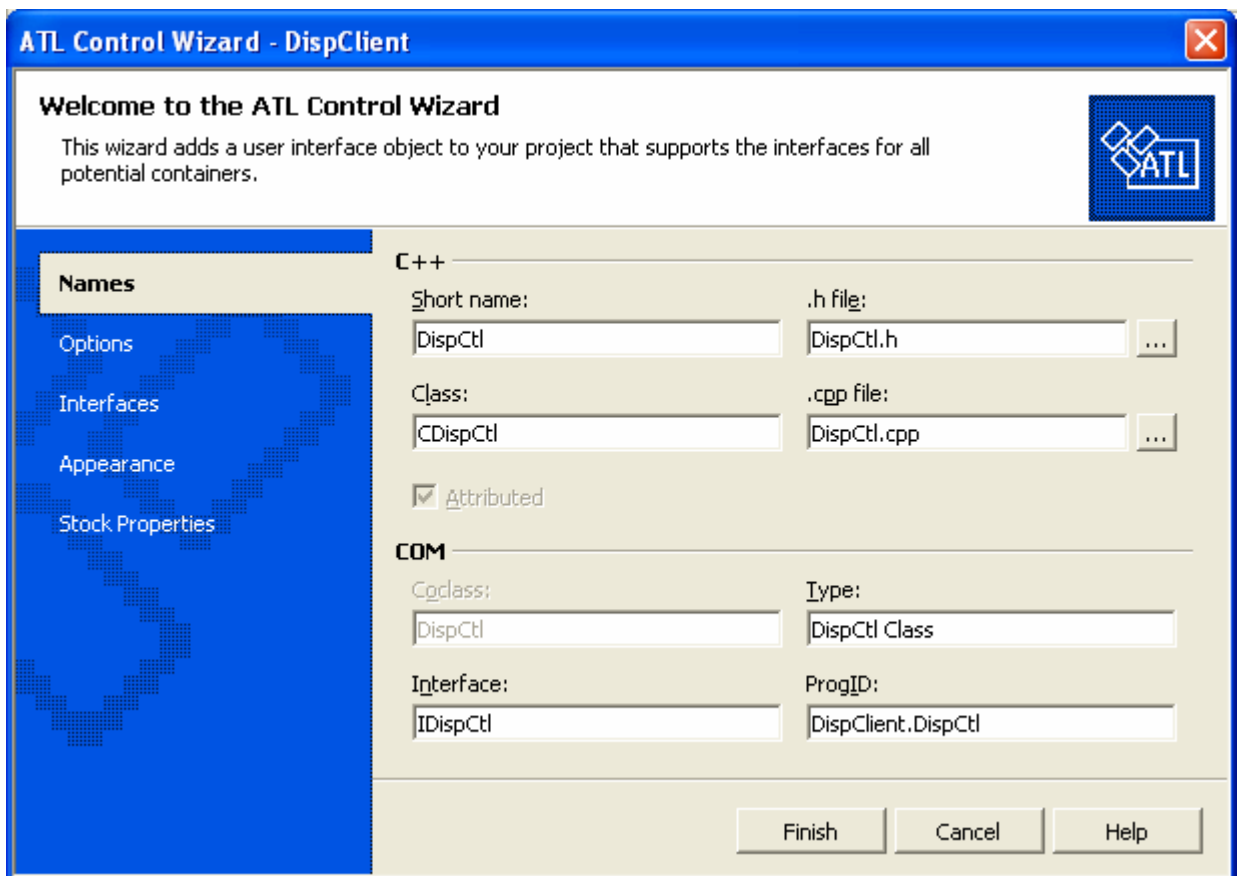 ATL Control Wizard - DispClient
Welcome to the ATL Control Wizard
This wizard adds a user interface object to your project that supports the interfaces for all
potential containers.
ATL
Names
Options
Interfaces
Appearance
Stock Properties
C++
Short name:
.h file:
DispCtl
DispCtl.h
...
Class:
.cpp file:
CDispCtl
DispCtl.cpp
...
Attributed
COM
Coclass:
Type:
DispCtl
DispCtl Class
Interface:
ProgID:
IDispCtl
DispClient.DispCtl
Finish
Cancel
Help